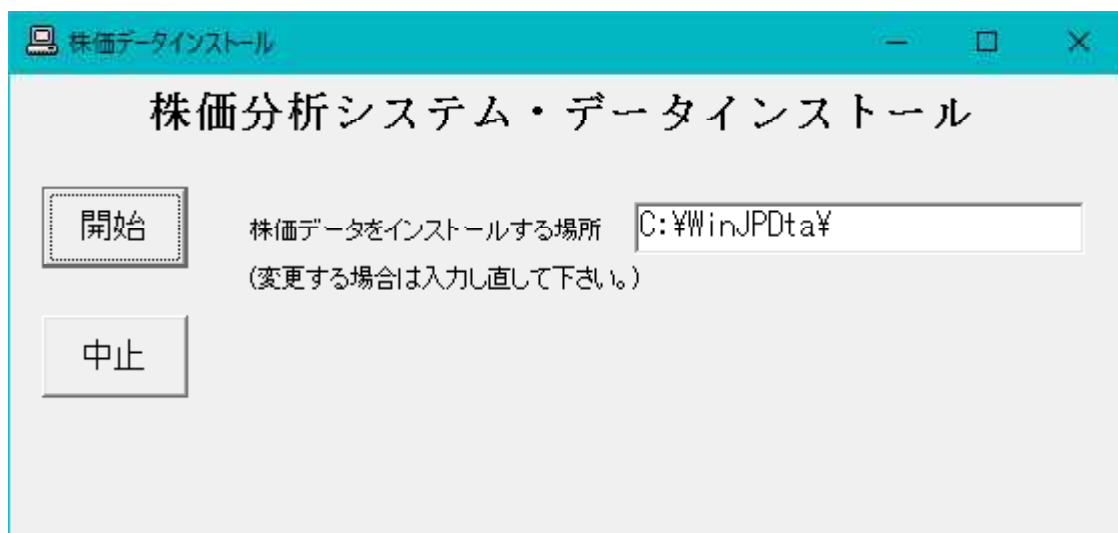 株価データインストール
株価分析システム・データインストール
開始
株価データをインストールする場所 C:¥WinJPDta¥
(変更する場合は入力し直して下さい。)
中止